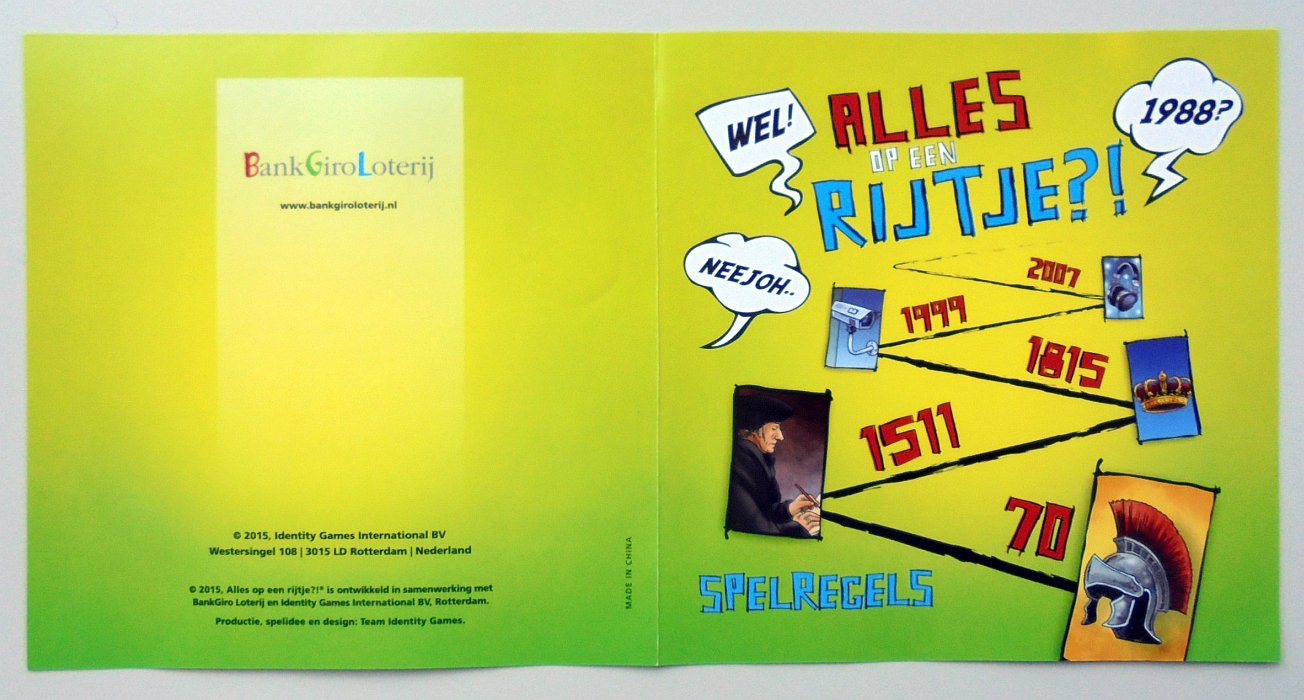 BankGiroLoterij
www.bankgiroloterij.nl
© 2015, Identity Games International BV
Westersingel 108 | 3015 LD Rotterdam | Nederland
© 2015, Alles op een rijtje?!® is ontwikkeld in samenwerking met
BankGiro Loterij en Identity Games International BV, Rotterdam.
Productie, spelidee en design: Team Identity Games.
MADE IN CHINA
WEL!
ALLES
OP EEN
RIJTJE?!
1988?
NEEJOH..
2007
1999
1815
1511
70
SPELREGELS